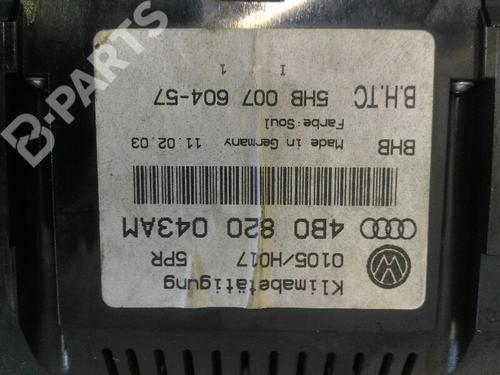 Klimabetätigung
0105/H017 5PR
4B0 820 043AM
BHB Made in Germany 11.02.03
Farbe:Soul
B.H.TC 5HB 007 604-57
I 1
B-PARTS